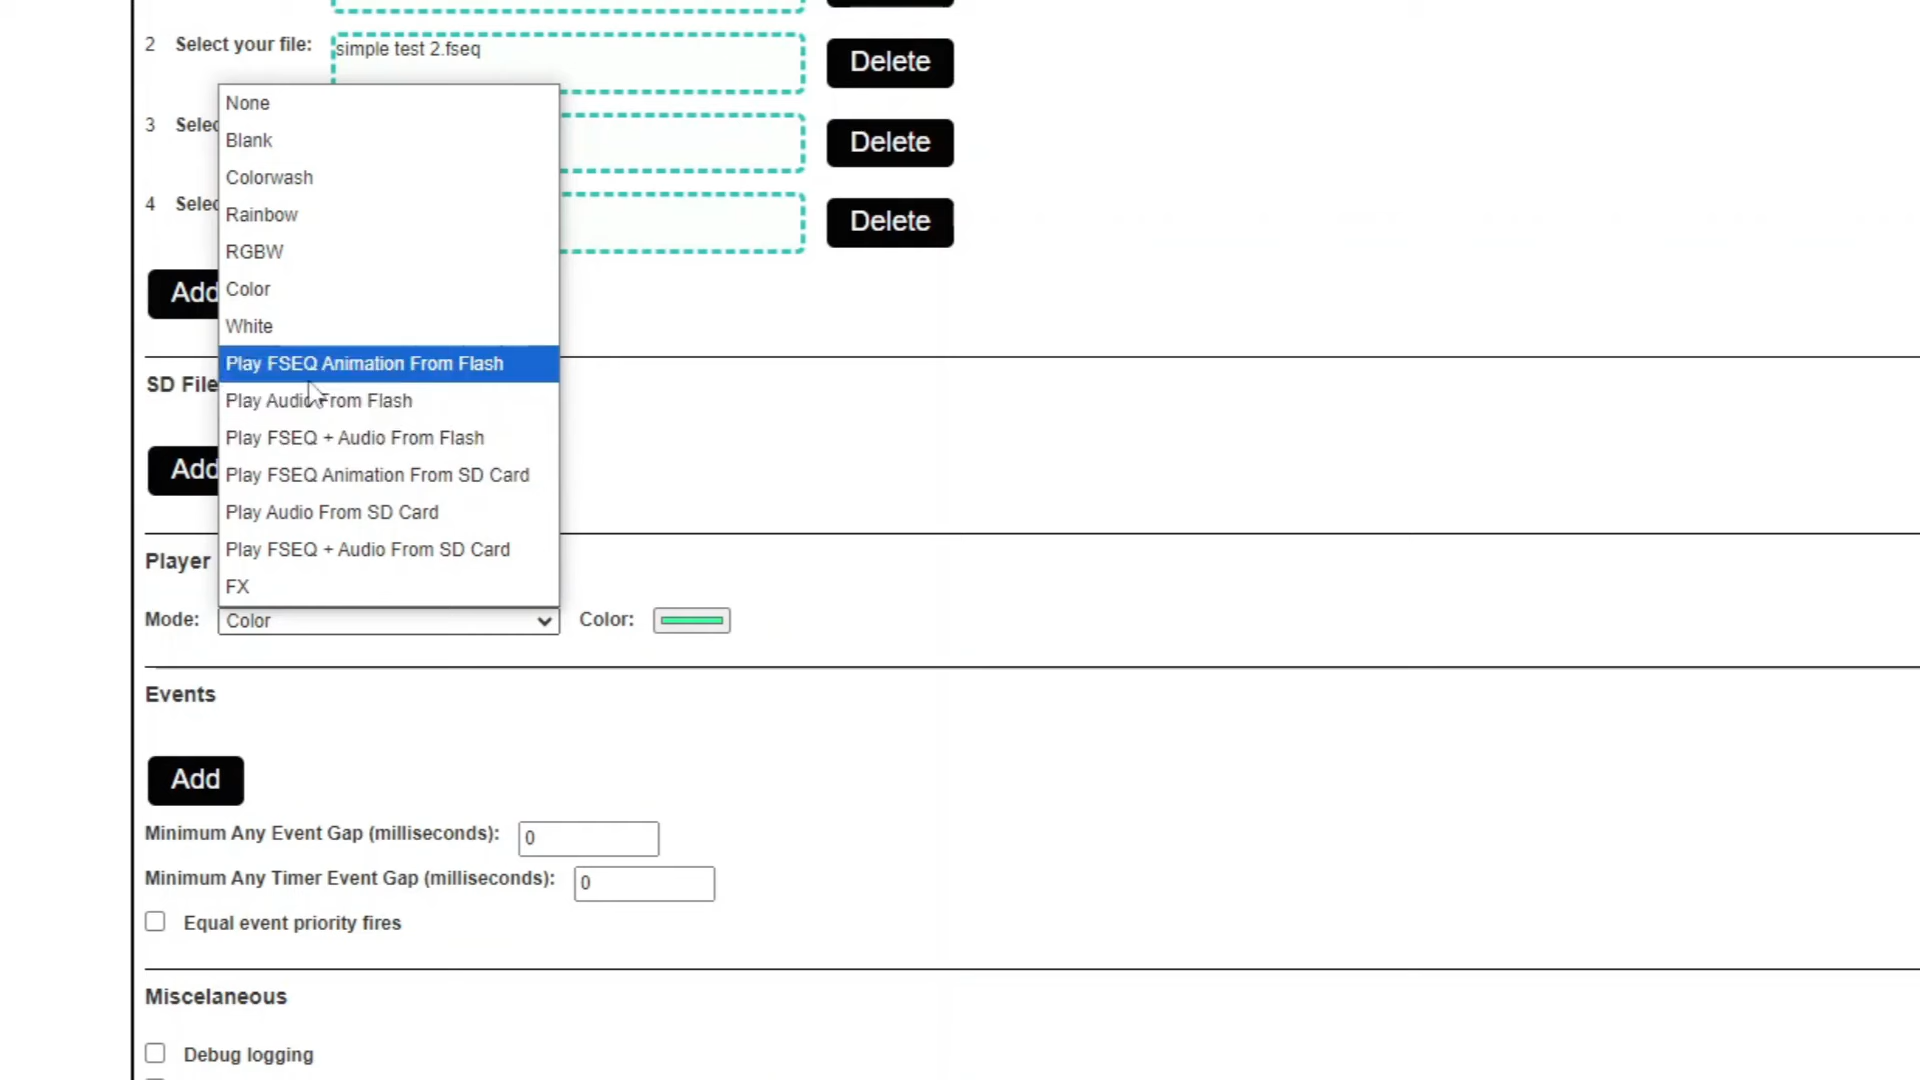 2 Select your file: simple test 2.fseq Delete
None
Blank
3 Selec Delete
Colorwash
4 Selec Delete
Rainbow
RGBW
Add Color
White
Play FSEQ Animation From Flash
SD File
Play Audio From Flash
Play FSEQ + Audio From Flash
Add Play FSEQ Animation From SD Card
Play Audio From SD Card
Play FSEQ + Audio From SD Card
Player
FX
Mode: Color Color:
Events
Add
Minimum Any Event Gap (milliseconds): 0
Minimum Any Timer Event Gap (milliseconds): 0
Equal event priority fires
Miscelaneous
Debug logging